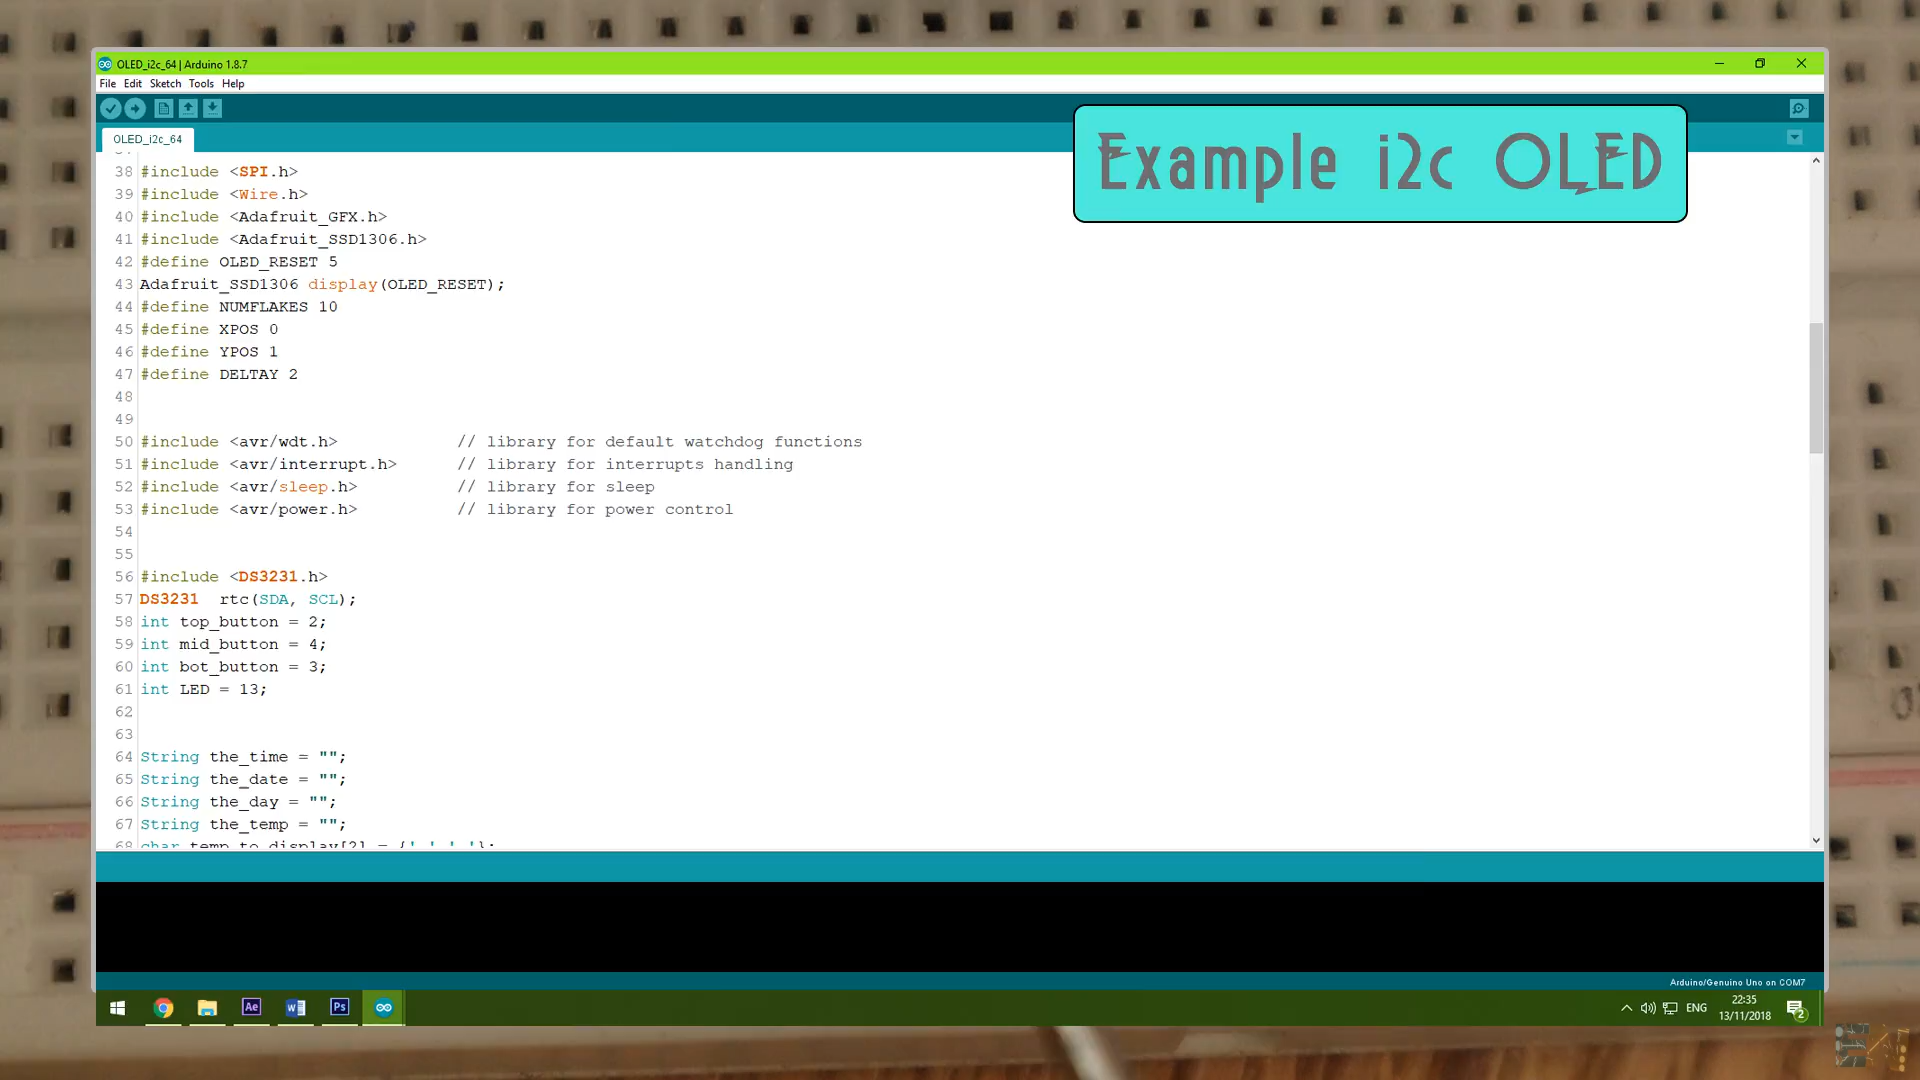 OLED_i2c_64 | Arduino 1.8.7
File Edit Sketch Tools Help
Example i2c OLED
OLED_i2c_64
38 #include <SPI.h>
39 #include <Wire.h>
40 #include <Adafruit_GFX.h>
41 #include <Adafruit_SSD1306.h>
42 #define OLED_RESET 5
43 Adafruit_SSD1306 display(OLED_RESET);
44 #define NUMFLAKES 10
45 #define XPOS 0
46 #define YPOS 1
47 #define DELTAY 2
48
49
50 #include <avr/wdt.h> // library for default watchdog functions
51 #include <avr/interrupt.h> // library for interrupts handling
52 #include <avr/sleep.h> // library for sleep
53 #include <avr/power.h> // library for power control
54
55
56 #include <DS3231.h>
57 DS3231 rtc(SDA, SCL);
58 int top_button = 2;
59 int mid_button = 4;
60 int bot_button = 3;
61 int LED = 13;
62
63
64 String the_time = "";
65 String the_date = "";
66 String the_day = "";
67 String the_temp = "";
68 char temp_to_display[2] = {' ',' '};
Arduino/Genuino Uno on COM7
Ae W Ps ENG 22:35
13/11/2018 2